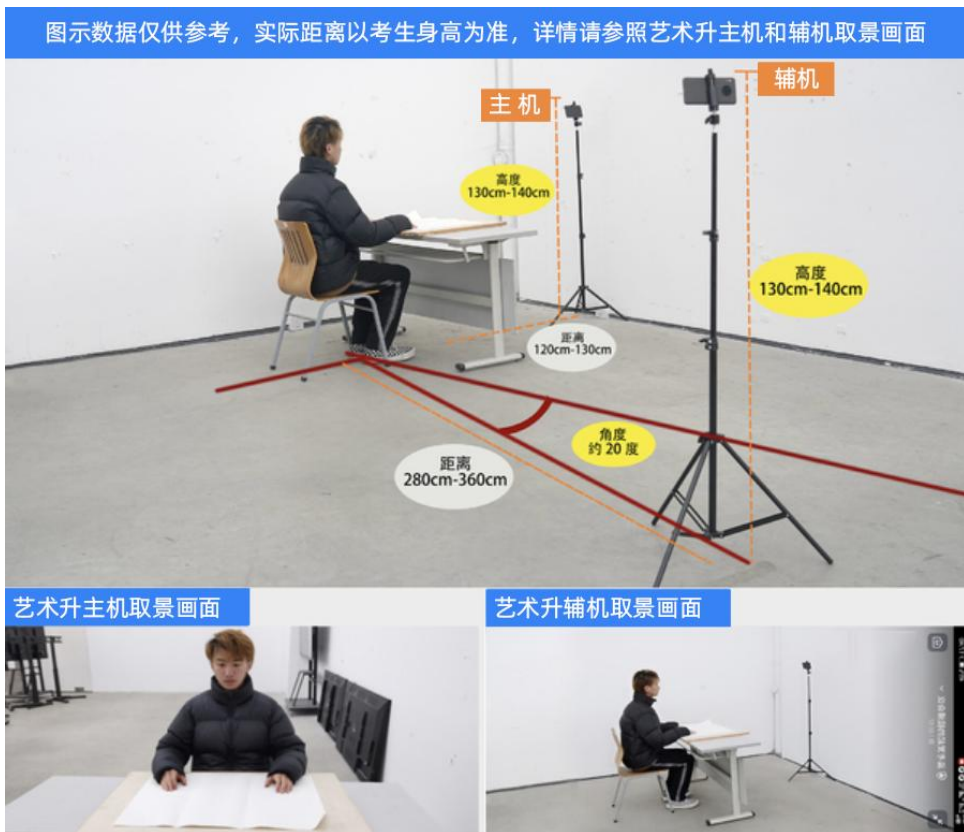 图示数据仅供参考，实际距离以考生身高为准，详情请参照艺术升主机和辅机取景画面
主机
辅机
高度
130cm-140cm
高度
130cm-140cm
距离
120cm-130cm
角度
约 20 度
距离
280cm-360cm
艺术升主机取景画面
艺术升辅机取景画面